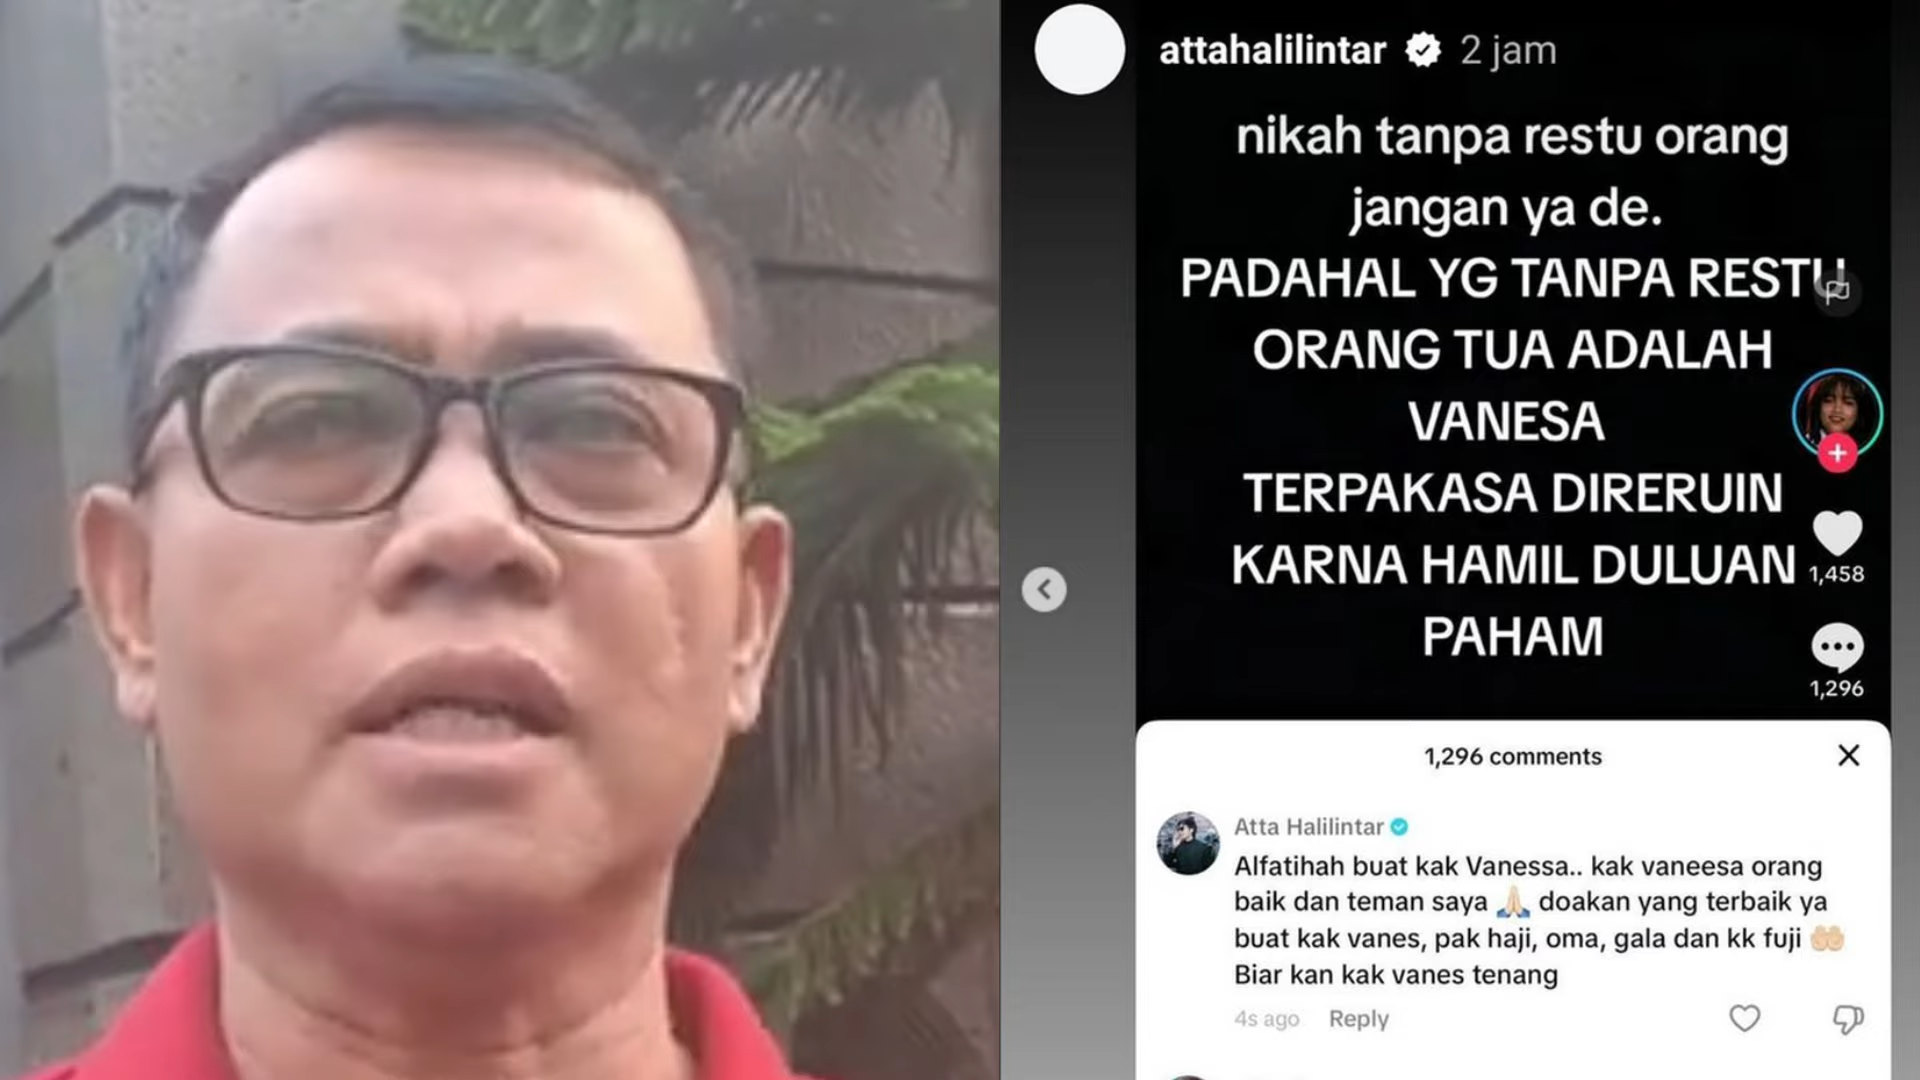 attahalilintar 2 jam
nikah tanpa restu orang
jangan ya de.
PADAHAL YG TANPA RESTU
ORANG TUA ADALAH
VANESA
TERPAKASA DIRERUIN
KARNA HAMIL DULUAN
PAHAM
1,458
1,296
1,296 comments
Atta Halilintar
Alfatihah buat kak Vanessa.. kak vaneesa orang
baik dan teman saya 🙏🏻 doakan yang terbaik ya
buat kak vanes, pak haji, oma, gala dan kk fuji 🤲🏻
Biar kan kak vanes tenang
4s ago Reply